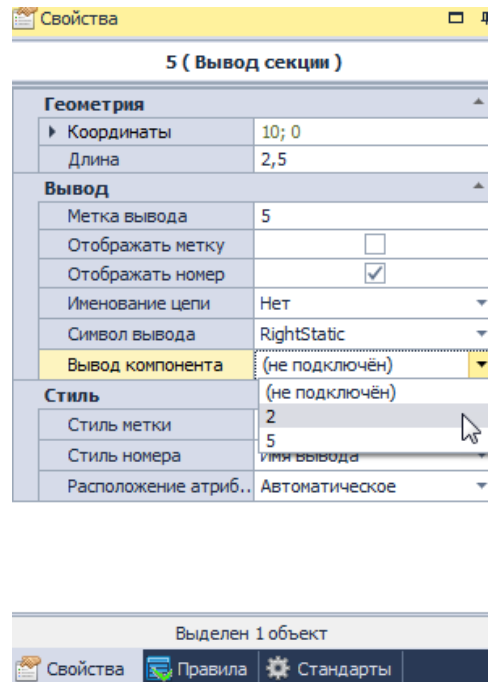 Свойства
5 ( Вывод секции )
Геометрия
Координаты 10; 0
Длина 2,5
Вывод
Метка вывода 5
Отображать метку
Отображать номер
Именование цепи Нет
Символ вывода RightStatic
Вывод компонента (не подключён)
(не подключён)
Стиль
2
Стиль метки
5
Стиль номера Имя вывода
Расположение атриб.. Автоматическое
Выделен 1 объект
Свойства Правила Стандарты